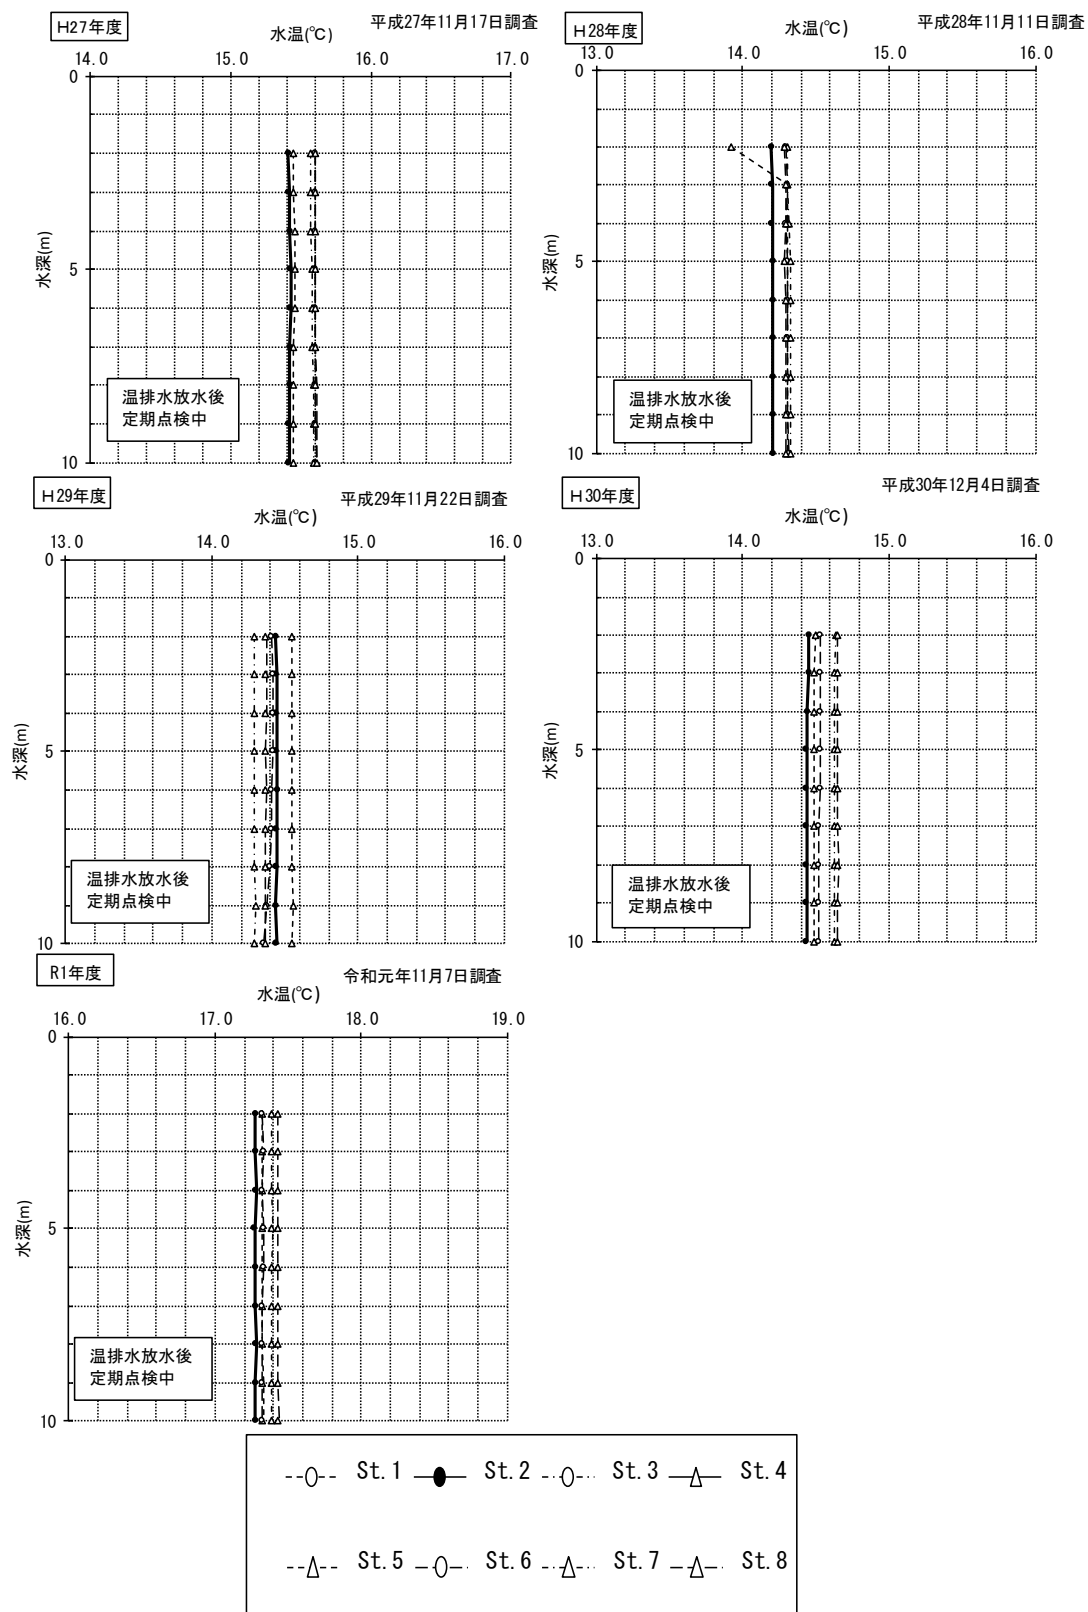 H27年度
平成27年11月17日調査
水温(℃)
14.0 15.0 16.0 17.0
0
5
10
水深(m)
温排水放水後
定期点検中
H28年度
平成28年11月11日調査
水温(℃)
13.0 14.0 15.0 16.0
0
5
10
水深(m)
温排水放水後
定期点検中
H29年度
平成29年11月22日調査
水温(℃)
13.0 14.0 15.0 16.0
0
5
10
水深(m)
温排水放水後
定期点検中
H30年度
平成30年12月4日調査
水温(℃)
13.0 14.0 15.0 16.0
0
5
10
水深(m)
温排水放水後
定期点検中
R1年度
令和元年11月7日調査
水温(℃)
16.0 17.0 18.0 19.0
0
5
10
水深(m)
温排水放水後
定期点検中
St.1 St.2 St.3 St.4
St.5 St.6 St.7 St.8